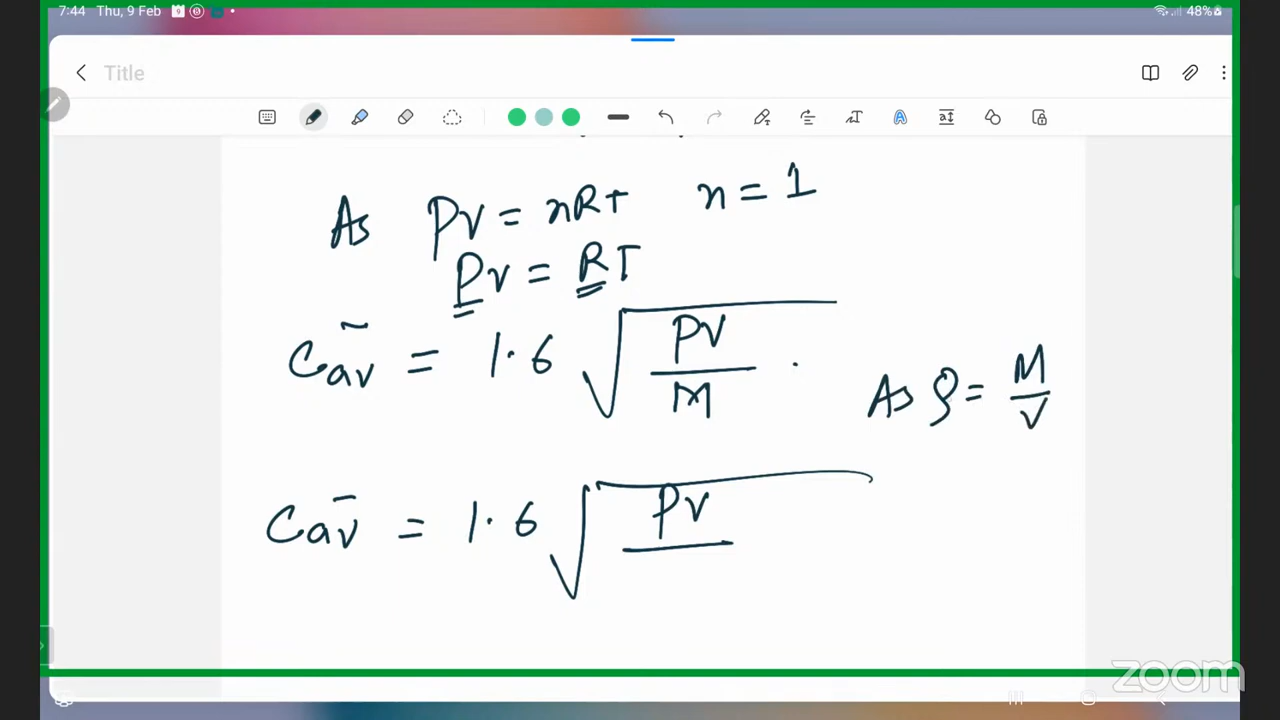 7:44 Thu, 9 Feb 48%
Title
As PV = nRT n = 1
PV = RT
Cav = 1.6 √ PV / M . As ρ = M / V
Cav = 1.6 √ PV
zoom